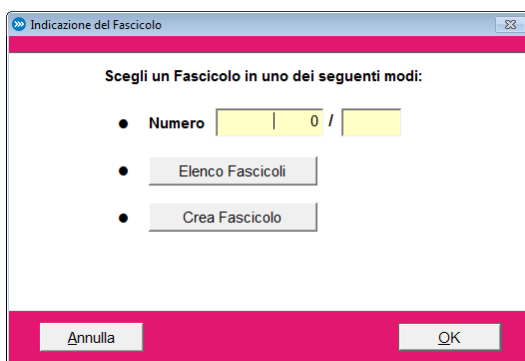 Indicazione del Fascicolo
Scegli un Fascicolo in uno dei seguenti modi:
Numero 0 /
Elenco Fascicoli
Crea Fascicolo
Annulla OK